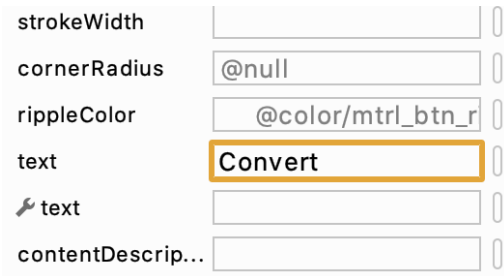 strokeWidth
cornerRadius @null
rippleColor @color/mtrl_btn_r
text Convert
text
contentDescrip...